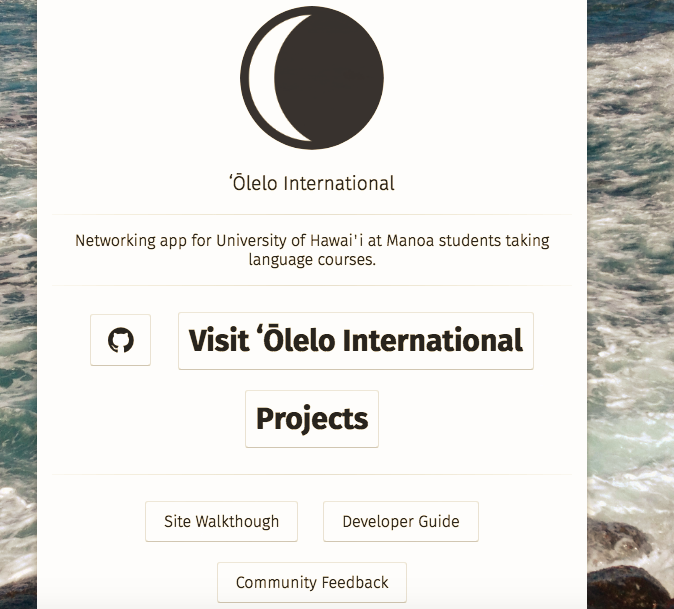 ʻŌlelo International
Networking app for University of Hawai'i at Manoa students taking
language courses.
Visit ʻŌlelo International
Projects
Site Walkthough
Developer Guide
Community Feedback